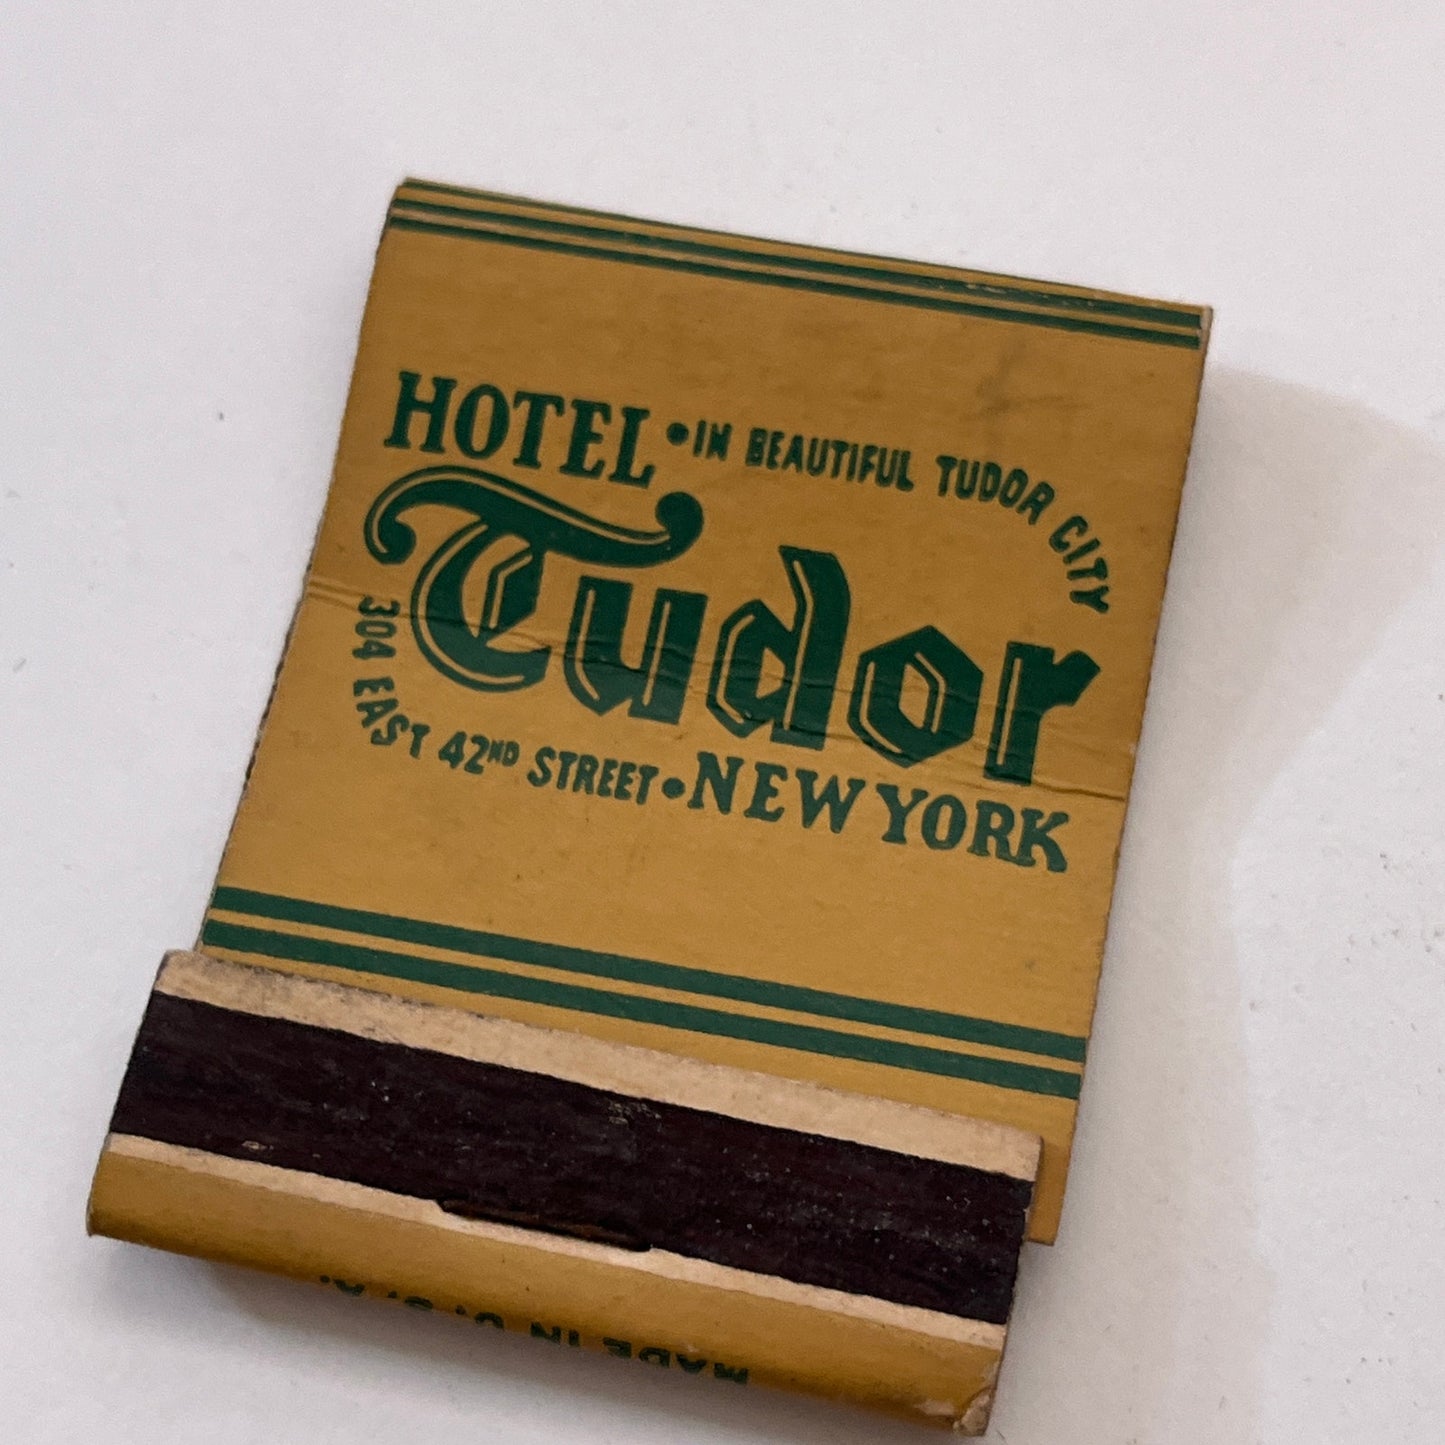 HOTEL • IN BEAUTIFUL TUDOR CITY
Tudor
304 EAST 42ND STREET • NEW YORK
MADE IN U.S.A.